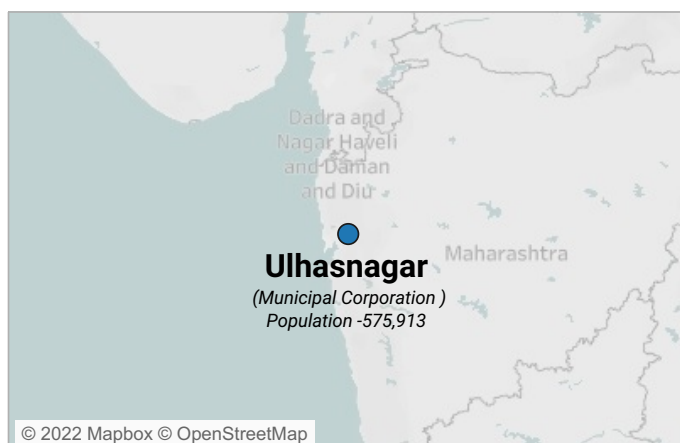 Dadra and
Nagar Haveli
and Daman
and Diu
Maharashtra
Ulhasnagar
(Municipal Corporation )
Population -575,913
© 2022 Mapbox © OpenStreetMap